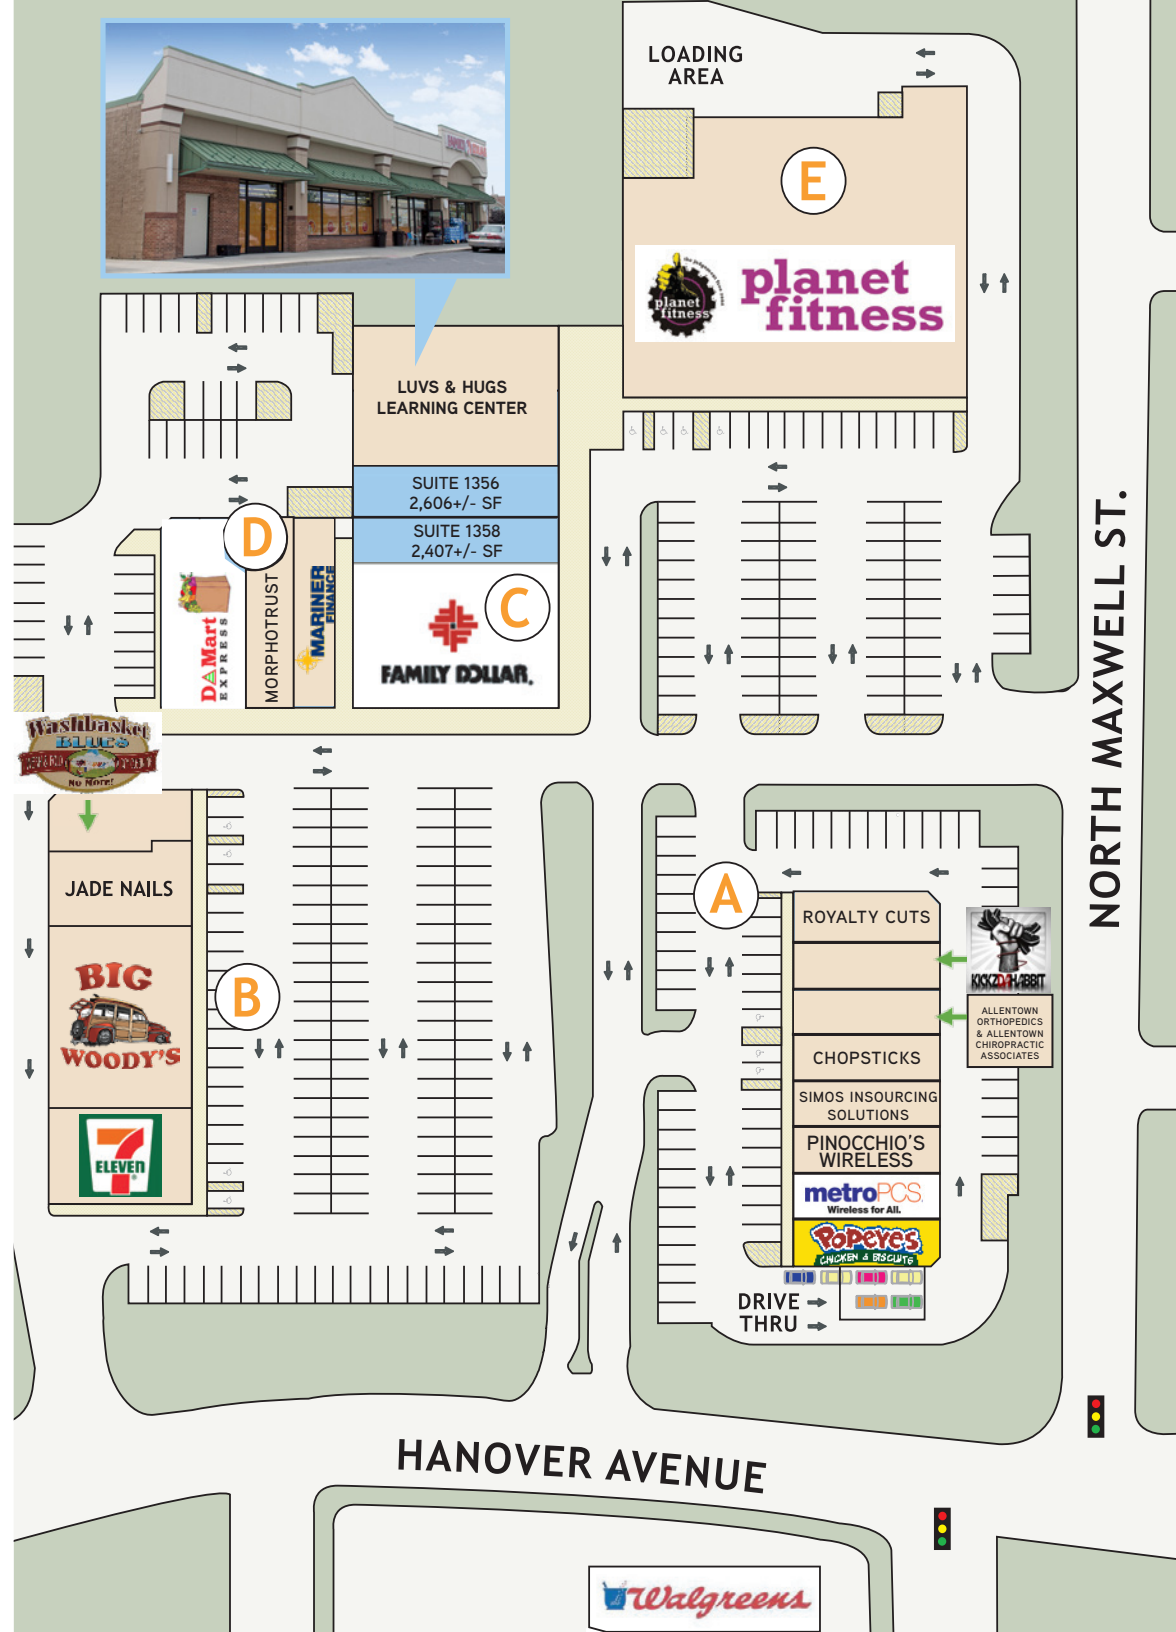 LOADING
AREA
E
planet
fitness
planet
fitness
LUVS & HUGS
LEARNING CENTER
SUITE 1356
2,606+/- SF
SUITE 1358
2,407+/- SF
D
C
DAMart
EXPRESS
MORPHOTRUST
MARINER
FINANCE
FAMILY DOLLAR.
NORTH MAXWELL ST.
Washbasket
BLUES
No More!
JADE NAILS
BIG
WOODY'S
B
7
ELEVEN
A
ROYALTY CUTS
KICKZDAHABBIT
ALLENTOWN
ORTHOPEDICS
& ALLENTOWN
CHIROPRACTIC
ASSOCIATES
CHOPSTICKS
SIMOS INSOURCING
SOLUTIONS
PINOCCHIO'S
WIRELESS
metroPCS.
Wireless for All.
POPEYES
CHICKEN & BISCUITS
DRIVE
THRU
HANOVER AVENUE
Walgreens